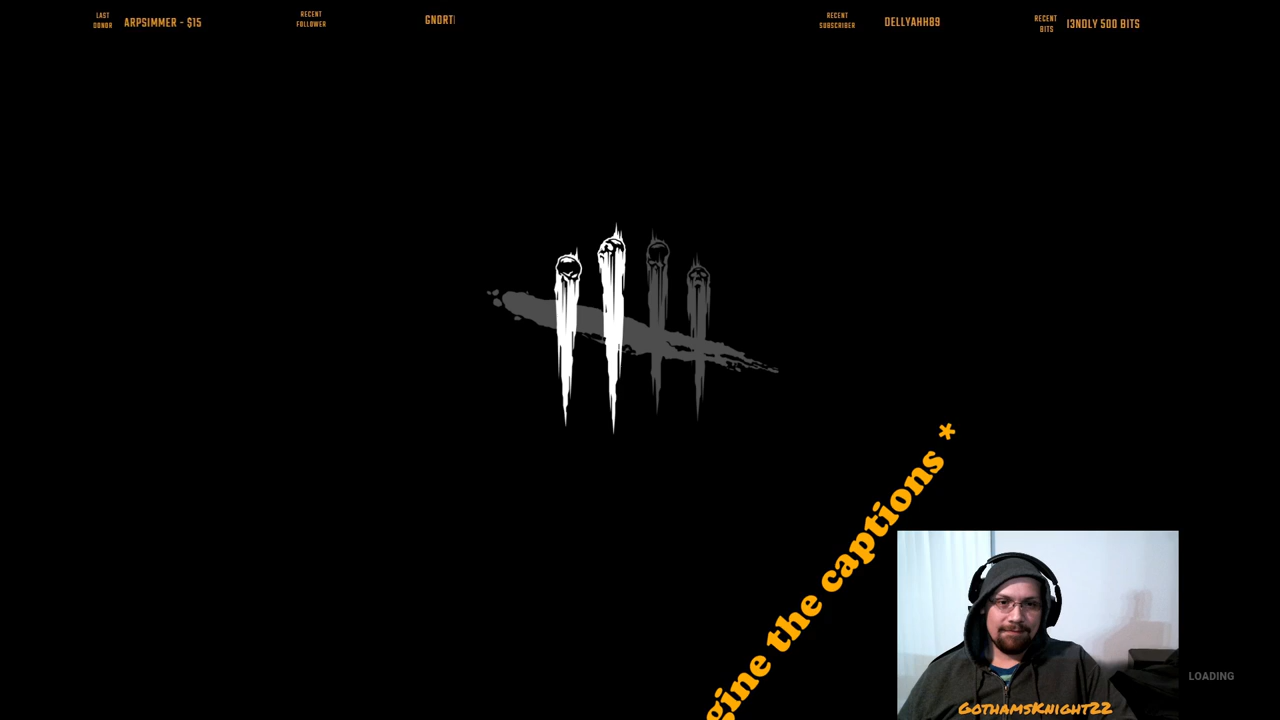 LAST
DONOR
ARPSIMMER - $15
RECENT
FOLLOWER
GNORT
RECENT
SUBSCRIBER
DELLYAHH89
RECENT
BITS
I3NDLY 500 BITS
gine the captions *
GothamsKnight22
LOADING